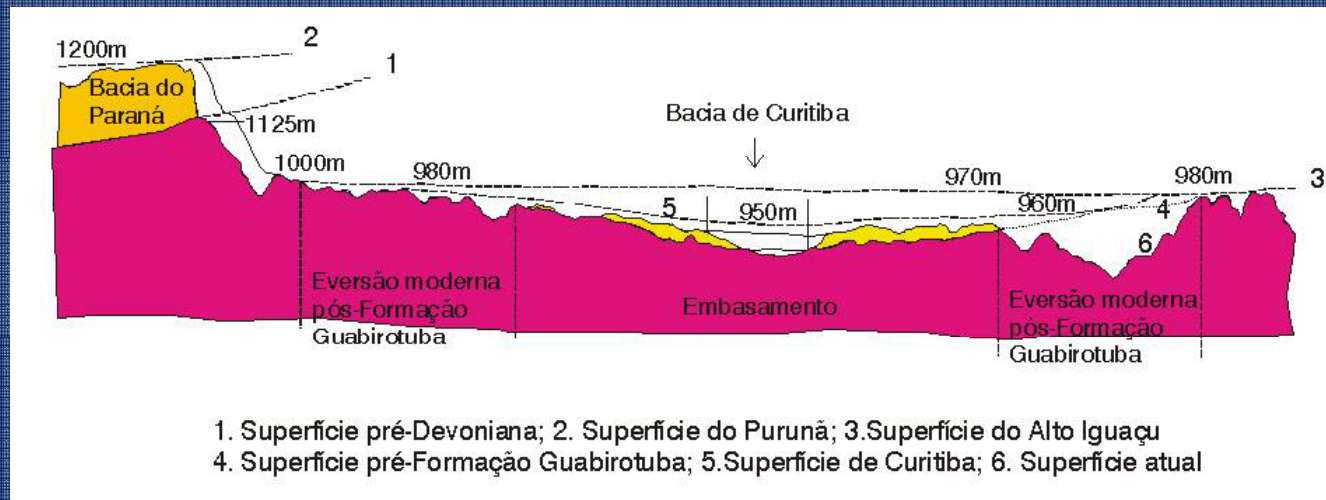 1200m
2
1
Bacia do
Paraná
1125m
Bacia de Curitiba
1000m
980m
970m
980m
3
960m
4
5
950m
6
Eversão moderna
pós-Formação
Guabirotuba
Embasamento
Eversão moderna
pós-Formação
Guabirotuba
1. Superfície pré-Devoniana; 2. Superfície do Purunã; 3.Superfície do Alto Iguaçu
4. Superfície pré-Formação Guabirotuba; 5.Superfície de Curitiba; 6. Superfície atual